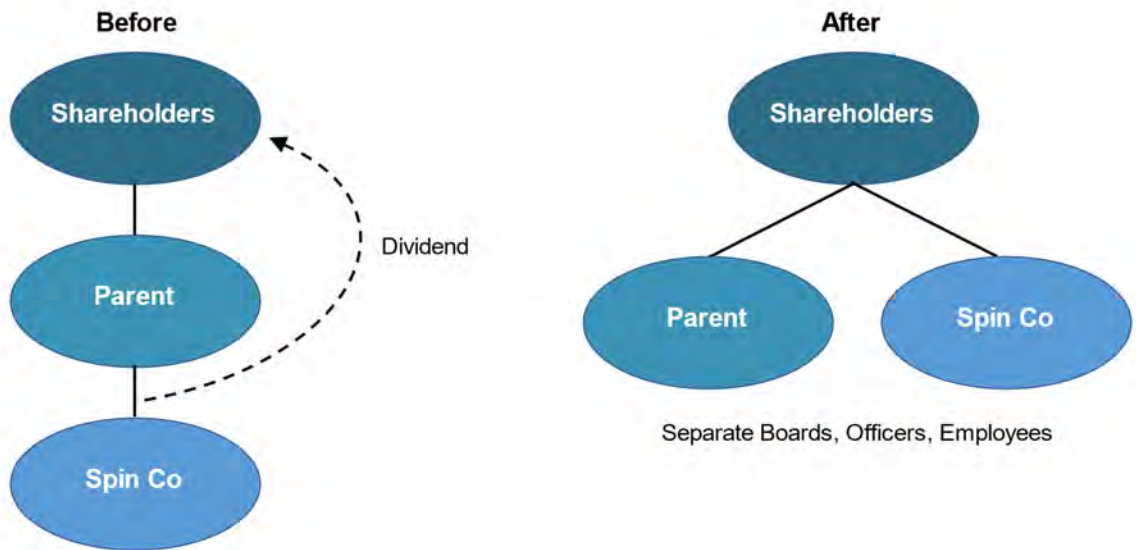 Before
Shareholders
Dividend
Parent
Spin Co
After
Shareholders
Parent
Spin Co
Separate Boards, Officers, Employees